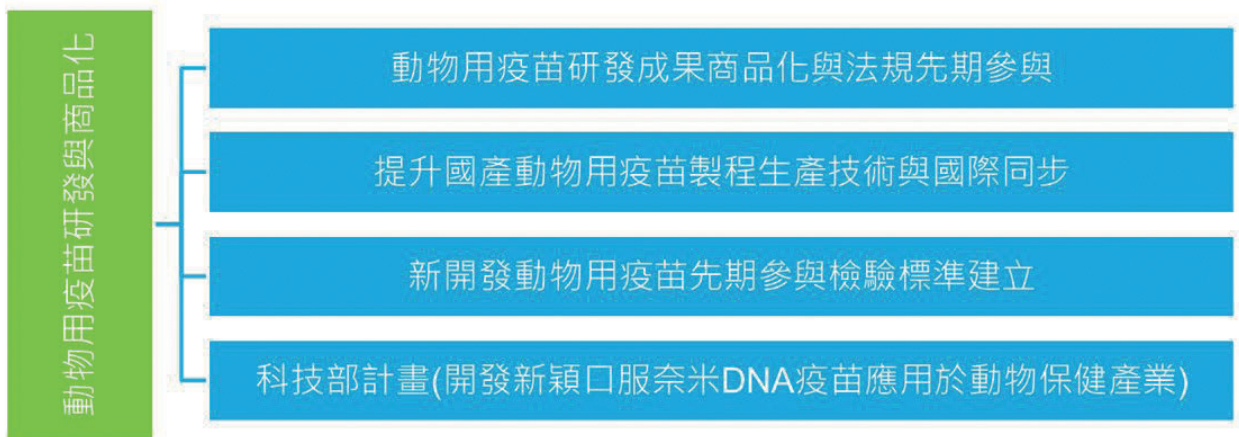 動物用疫苗研發與商品化
動物用疫苗研發成果商品化與法規先期參與
提升國產動物用疫苗製程生產技術與國際同步
新開發動物用疫苗先期參與檢驗標準建立
科技部計畫(開發新穎口服奈米DNA疫苗應用於動物保健產業)